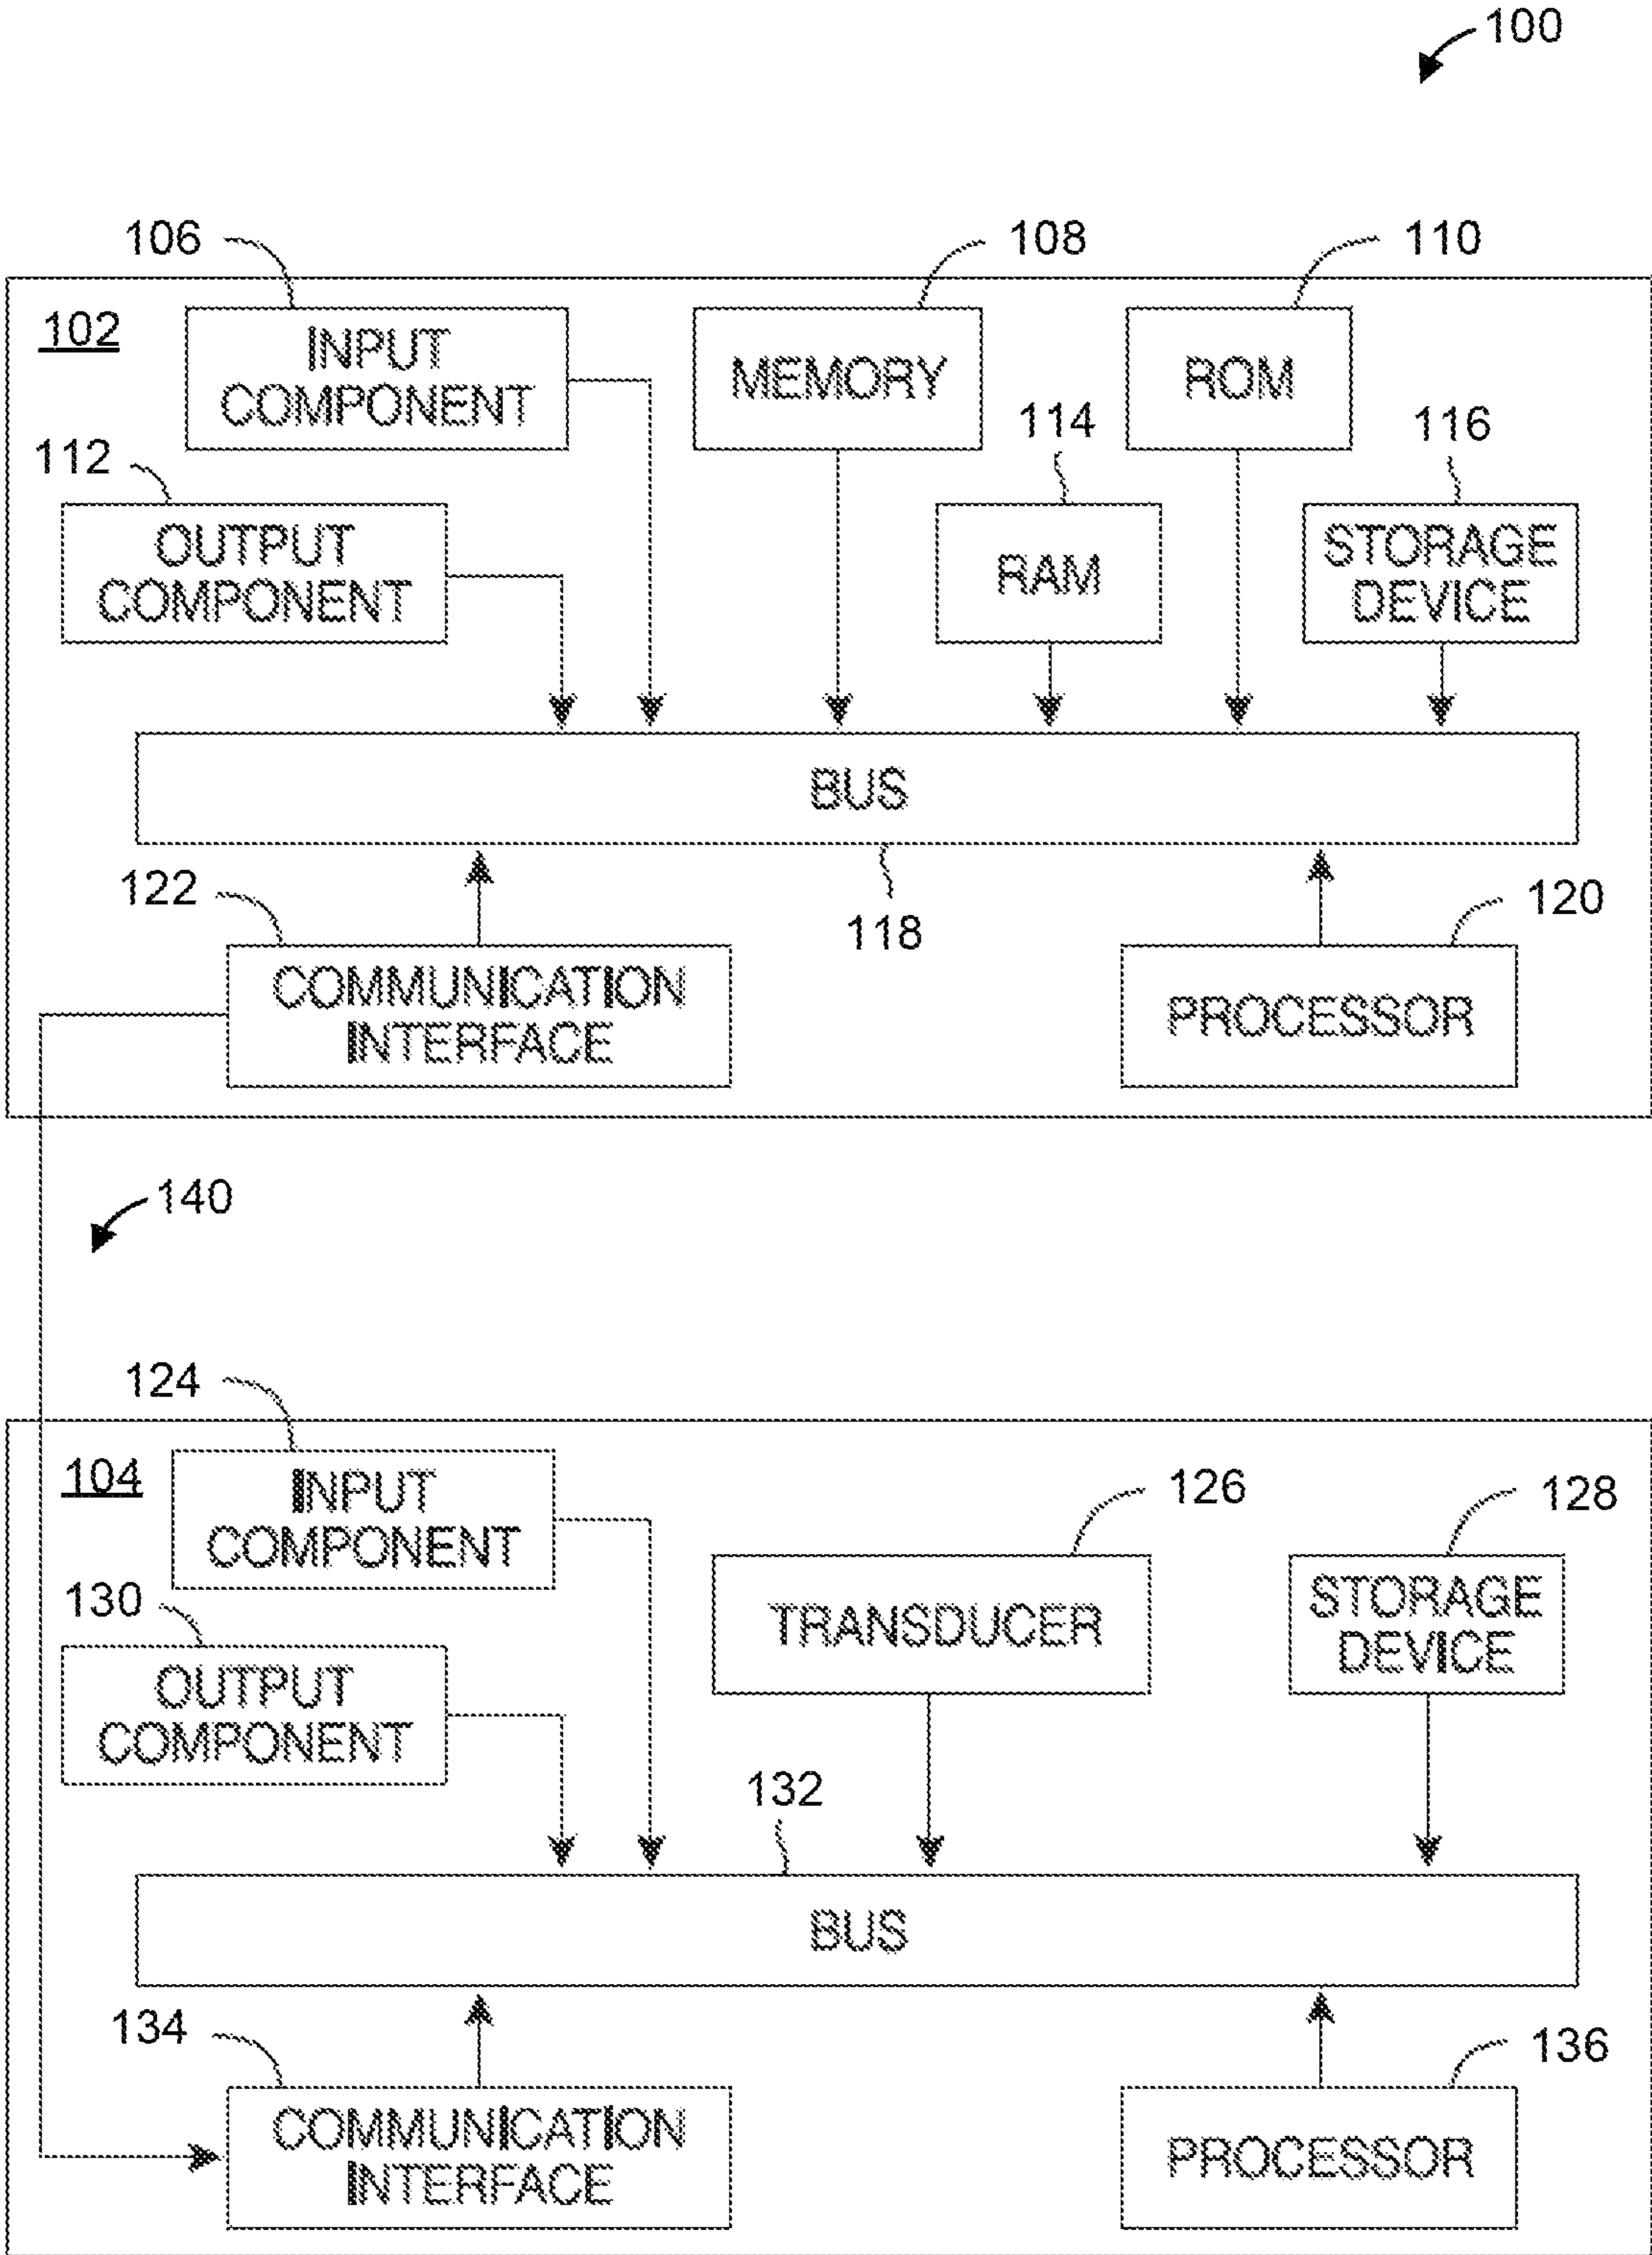 100
106
108
110
102
INPUT
COMPONENT
MEMORY
ROM
112
114
116
OUTPUT
COMPONENT
RAM
STORAGE
DEVICE
BUS
122
118
120
COMMUNICATION
INTERFACE
PROCESSOR
140
124
104
INPUT
COMPONENT
126
128
130
TRANSDUCER
STORAGE
DEVICE
OUTPUT
COMPONENT
132
BUS
134
136
COMMUNICATION
INTERFACE
PROCESSOR